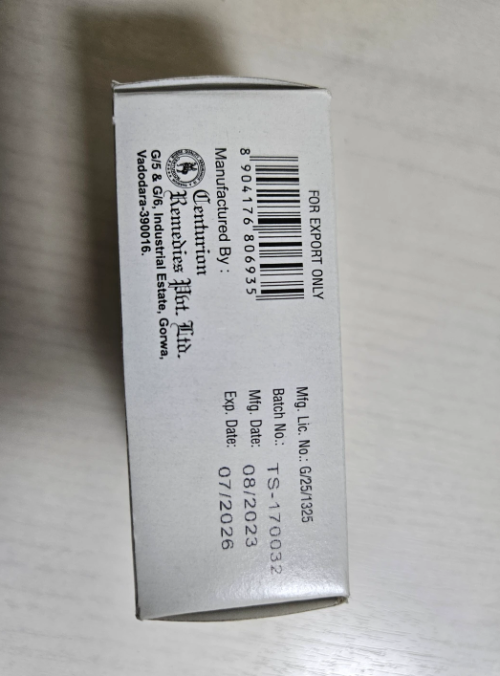 FOR EXPORT ONLY
8 904176 806935
Manufactured By :
Centurion
Remedies Pvt. Ltd.
G/5 & G/6, Industrial Estate, Gorwa,
Vadodara-390016.
Mfg. Lic. No.: G/25/1325
Batch No.: TS-170032
Mfg. Date: 08/2023
Exp. Date: 07/2026